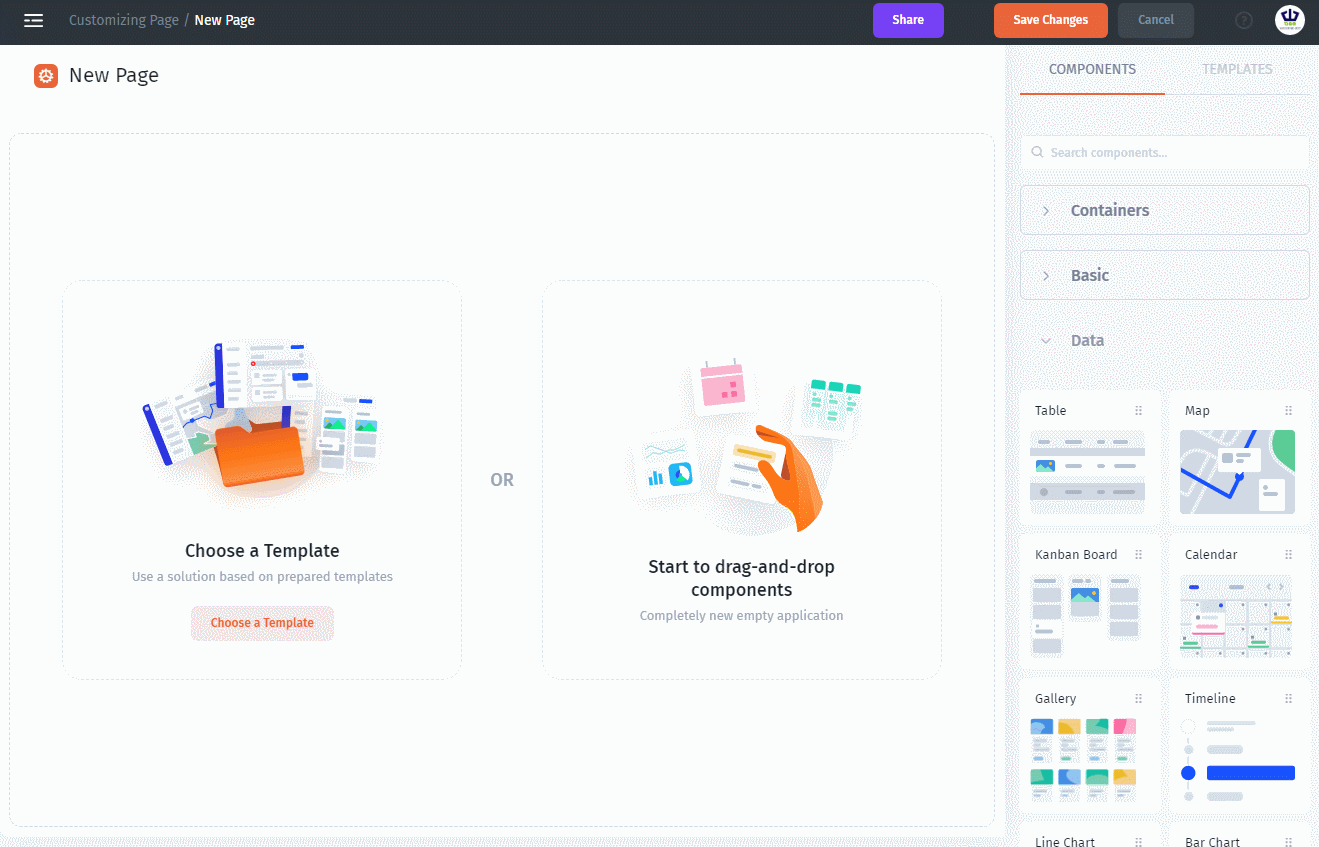 Customizing Page / New Page
Share
Save Changes
Cancel
?
New Page
COMPONENTS
TEMPLATES
Search components...
Containers
Basic
Data
Choose a Template
Use a solution based on prepared templates
Choose a Template
OR
Start to drag-and-drop
components
Completely new empty application
Table
Map
Kanban Board
Calendar
Gallery
Timeline
Line Chart
Bar Chart